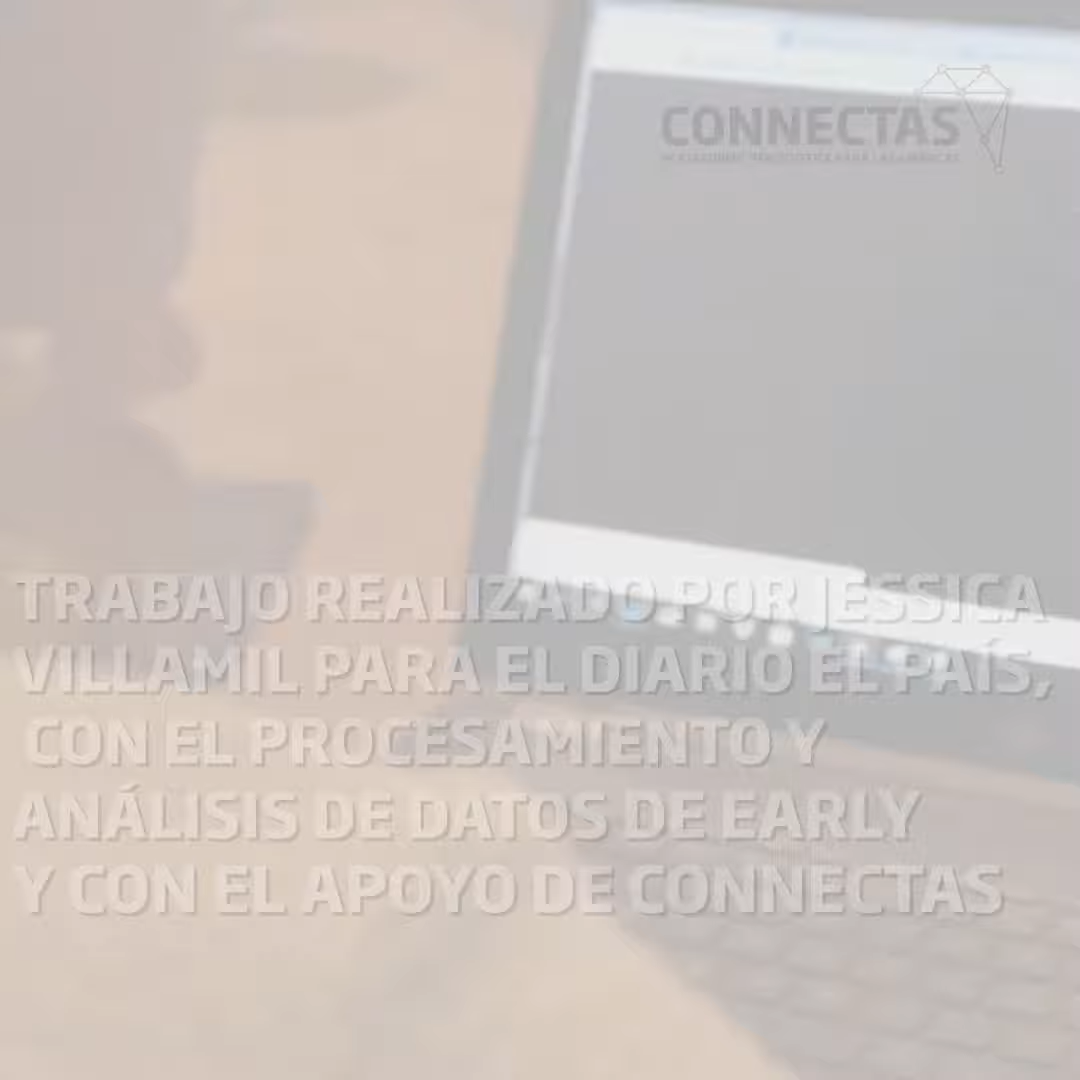 CONNECTAS
TRABAJO REALIZADO POR JESSICA
VILLAMIL PARA EL DIARIO EL PAÍS,
CON EL PROCESAMIENTO Y
ANÁLISIS DE DATOS DE EARLY
Y CON EL APOYO DE CONNECTAS